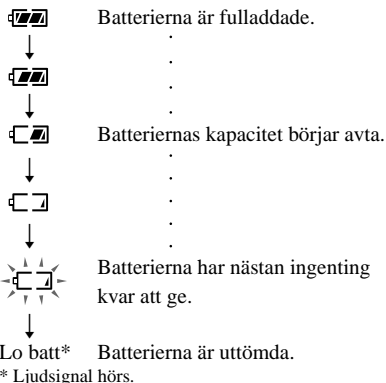 Batterierna är fulladdade.
Batteriernas kapacitet börjar avta.
Batterierna har nästan ingenting
kvar att ge.
Lo batt* Batterierna är uttömda.
* Ljudsignal hörs.